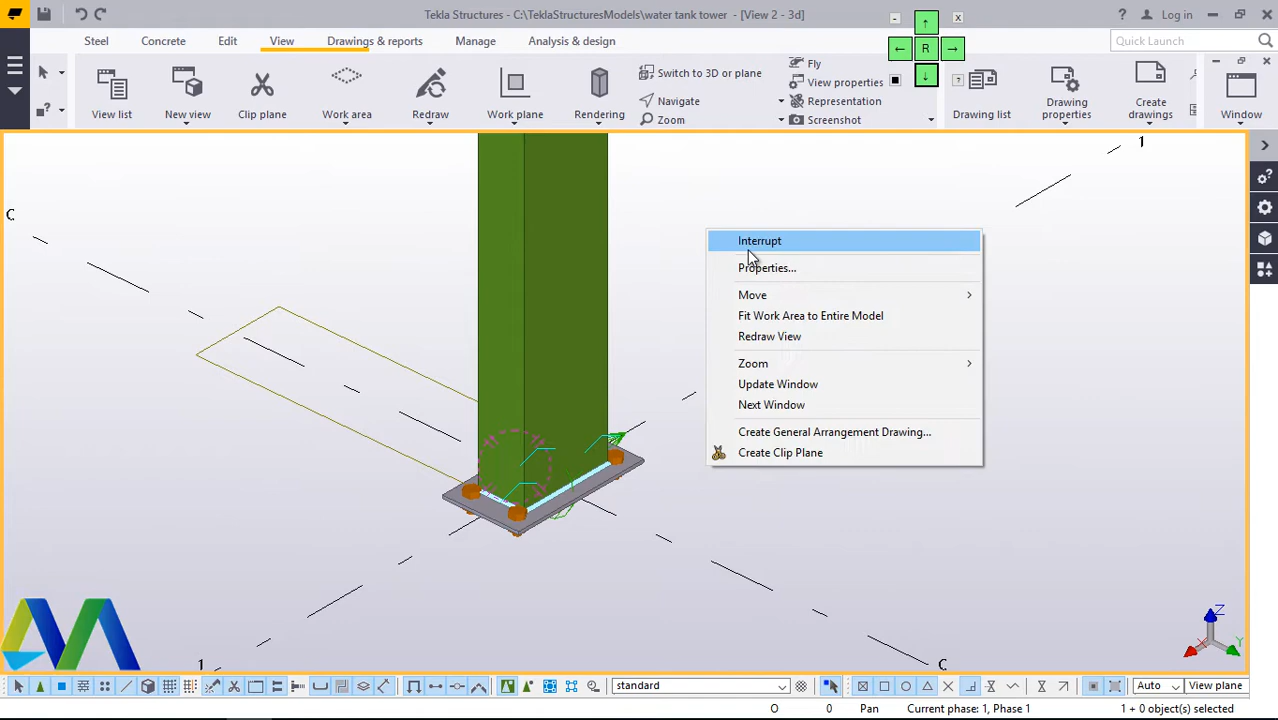 Tekla Structures - C:\TeklaStructuresModels\water tank tower - [View 2 - 3d]
? Log in
Steel Concrete Edit View Drawings & reports Manage Analysis & design
- ↑ x
← R →
↓ ?
Quick Launch
View list
New view
Clip plane
Work area
Redraw
Work plane
Rendering
Switch to 3D or plane
Navigate
Zoom
Fly
View properties
Representation
Screenshot
Drawing list
Drawing
properties
Create
drawings
Window
1
C
Interrupt
Properties...
Move
Fit Work Area to Entire Model
Redraw View
Zoom
Update Window
Next Window
Create General Arrangement Drawing...
Create Clip Plane
Z
Y
1
C
standard
Auto
View plane
O 0 Pan Current phase: 1, Phase 1 1 + 0 object(s) selected